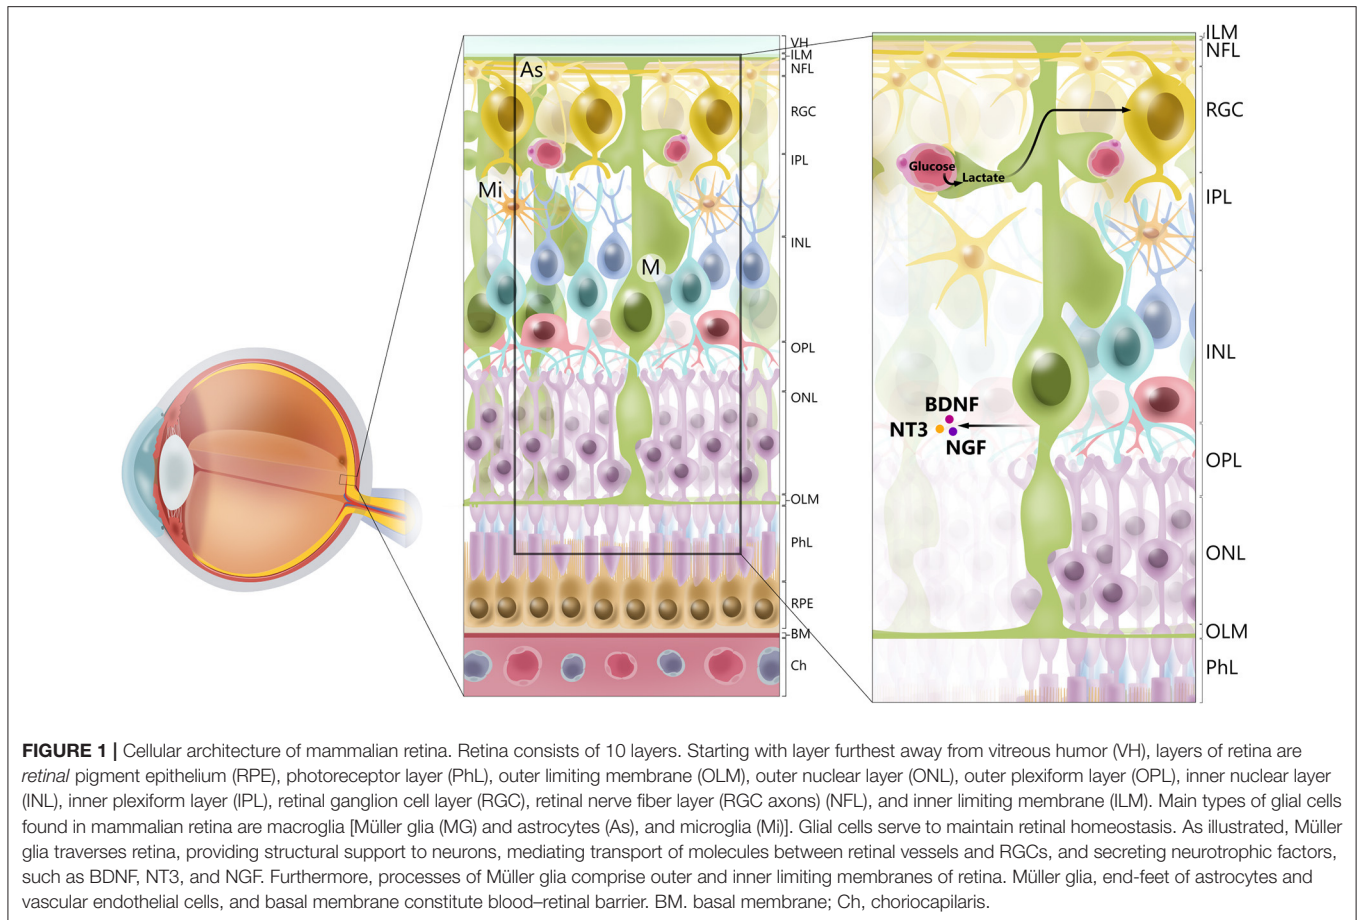 VH
ILM
NFL
RGC
IPL
INL
OPL
ONL
OLM
PhL
RPE
BM
Ch
As
Mi
M
ILM
NFL
RGC
IPL
INL
OPL
ONL
OLM
PhL
Glucose
Lactate
BDNF
NT3
NGF
FIGURE 1 | Cellular architecture of mammalian retina. Retina consists of 10 layers. Starting with layer furthest away from vitreous humor (VH), layers of retina are
retinal pigment epithelium (RPE), photoreceptor layer (PhL), outer limiting membrane (OLM), outer nuclear layer (ONL), outer plexiform layer (OPL), inner nuclear layer
(INL), inner plexiform layer (IPL), retinal ganglion cell layer (RGC), retinal nerve fiber layer (RGC axons) (NFL), and inner limiting membrane (ILM). Main types of glial cells
found in mammalian retina are macroglia [Müller glia (MG) and astrocytes (As), and microglia (Mi)]. Glial cells serve to maintain retinal homeostasis. As illustrated, Müller
glia traverses retina, providing structural support to neurons, mediating transport of molecules between retinal vessels and RGCs, and secreting neurotrophic factors,
such as BDNF, NT3, and NGF. Furthermore, processes of Müller glia comprise outer and inner limiting membranes of retina. Müller glia, end-feet of astrocytes and
vascular endothelial cells, and basal membrane constitute blood–retinal barrier. BM. basal membrane; Ch, choriocapilaris.